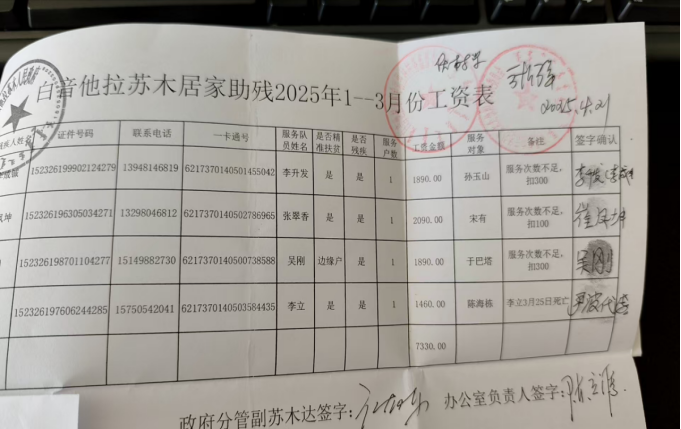 白音他拉苏木居家助残2025年1--3月份工资表
2025.4.21
证件号码 联系电话 一卡通号 服务队员姓名 是否精准扶贫 是否残疾 服务户数 工资金额 服务对象 备注 签字确认
152326199902124279 13948146819 6217370140501455042 李升发 是 是 1 1890.00 孙玉山 服务次数不足,扣300
152326196305034271 13298046812 6217370140502786965 张翠香 是 是 1 2090.00 宋有 服务次数不足,扣100 崔凤坤
152326198701104277 15149882730 6217370140500738588 吴刚 边缘户 是 1 1890.00 于巴塔 服务次数不足,扣300 吴刚
152326197606244285 15750542041 6217370140503584435 李立 是 是 1 1460.00 陈海栋 李立3月25日死亡
7330.00
政府分管副苏木达签字: 办公室负责人签字: